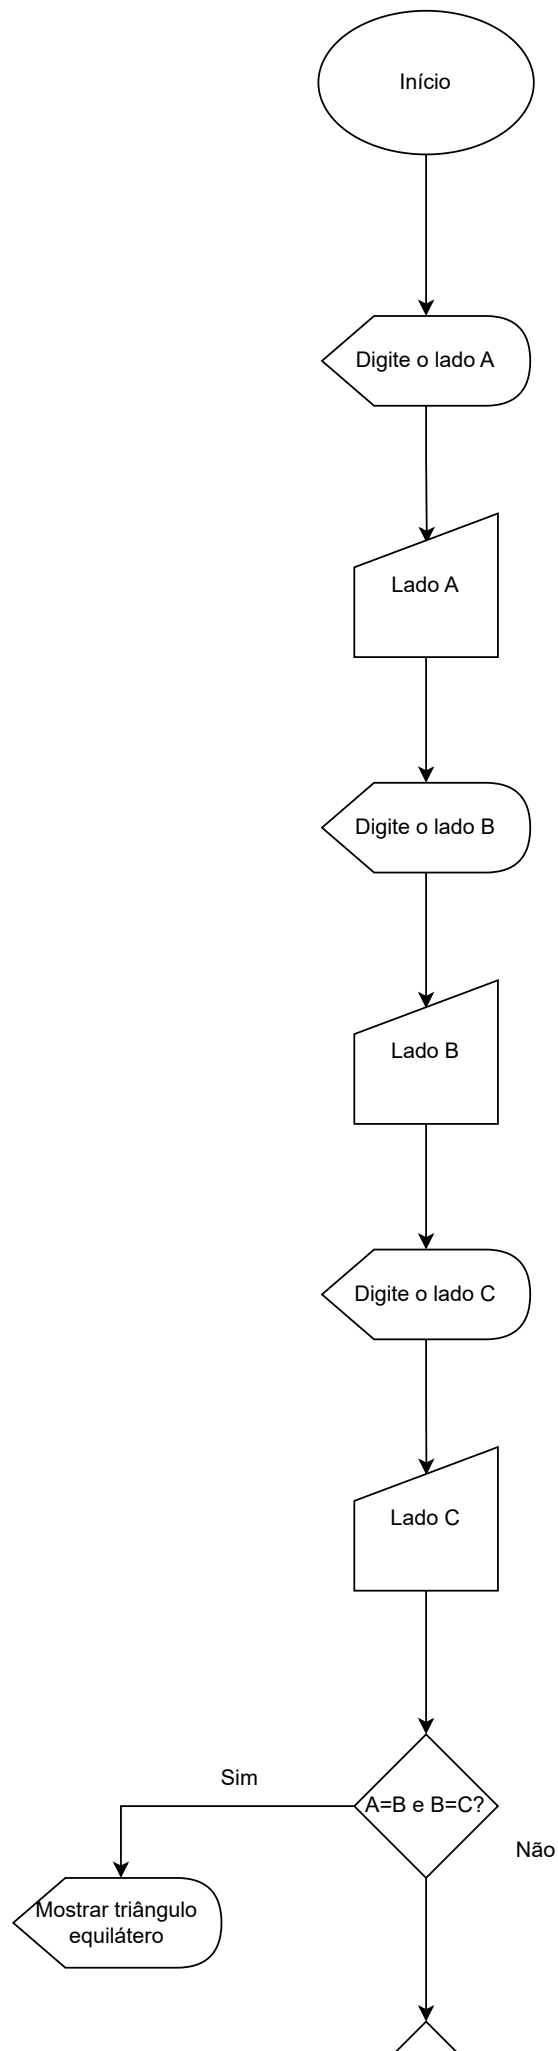 Início
Digite o lado A
Lado A
Digite o lado B
Lado B
Digite o lado C
Lado C
A=B e B=C?
Sim
Não
Mostrar triângulo
equilátero